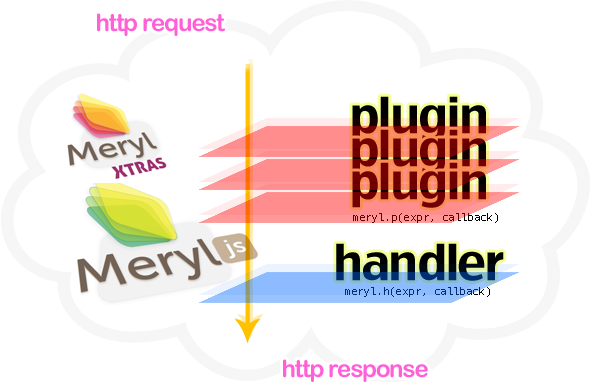 http request
plugin
plugin
plugin
meryl.p(expr, callback)
Meryl
XTRAS
Meryl js
handler
meryl.h(expr, callback)
http response